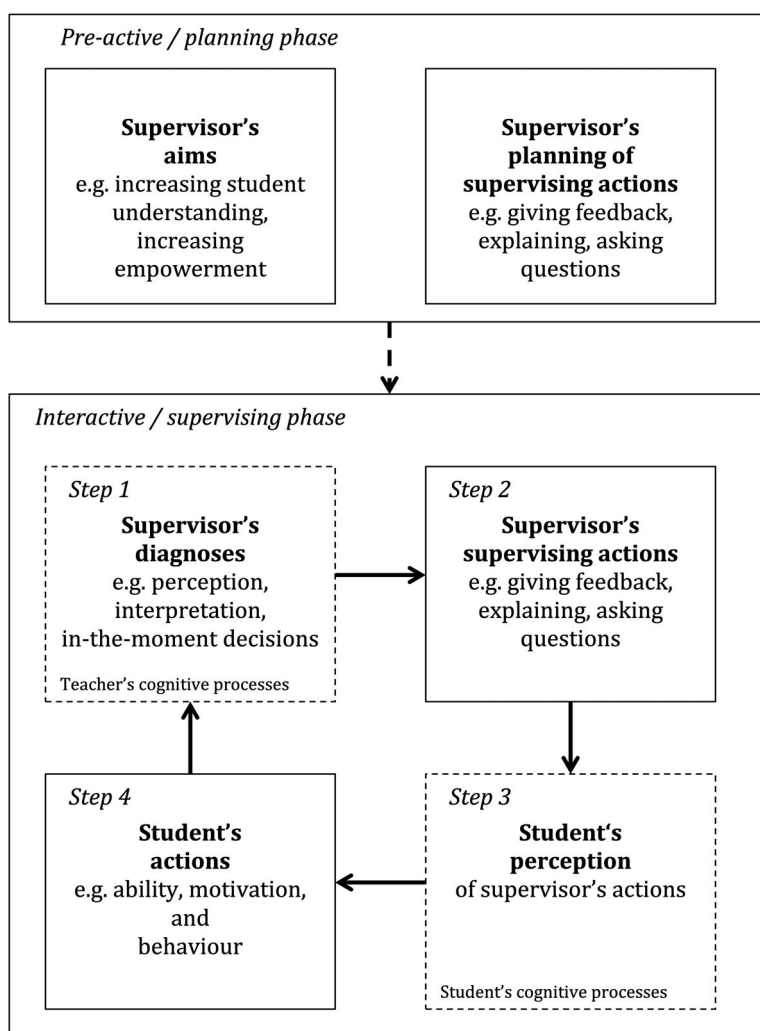 Pre-active / planning phase
Supervisor’s
aims
e.g. increasing student
understanding,
increasing
empowerment
Supervisor’s
planning of
supervising actions
e.g. giving feedback,
explaining, asking
questions
Interactive / supervising phase
Step 1
Supervisor’s
diagnoses
e.g. perception,
interpretation,
in-the-moment decisions
Teacher’s cognitive processes
Step 2
Supervisor’s
supervising actions
e.g. giving feedback,
explaining, asking
questions
Step 4
Student’s
actions
e.g. ability, motivation,
and
behaviour
Step 3
Student‘s
perception
of supervisor’s actions
Student’s cognitive processes